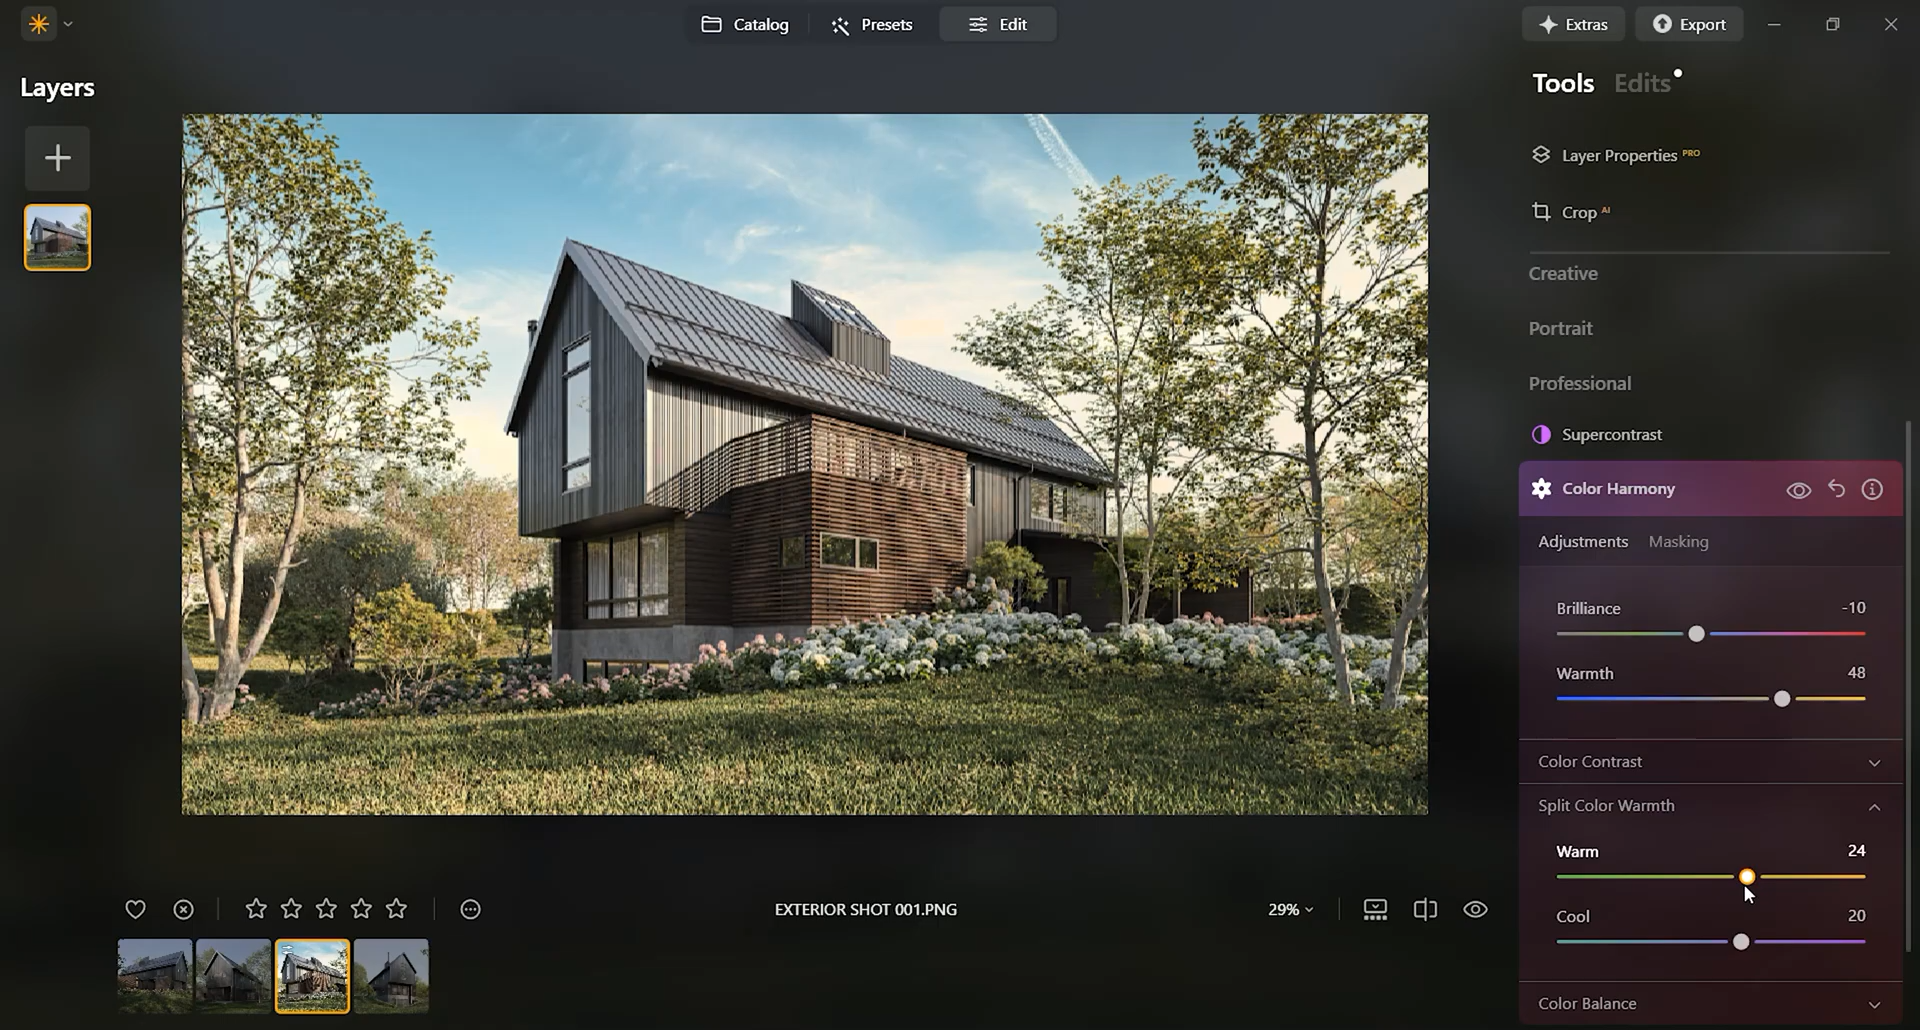 Catalog
Presets
Edit
Extras
Export
Layers
Tools Edits
Layer Properties PRO
Crop AI
Creative
Portrait
Professional
Supercontrast
Color Harmony
Adjustments Masking
Brilliance -10
Warmth 48
Color Contrast
Split Color Warmth
Warm 24
Cool 20
Color Balance
EXTERIOR SHOT 001.PNG
29%